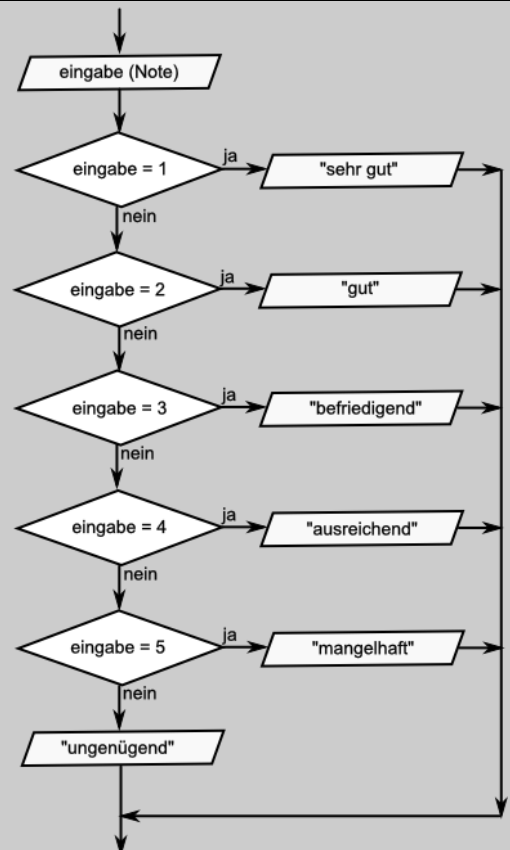 eingabe (Note)
eingabe = 1
ja
"sehr gut"
nein
eingabe = 2
ja
"gut"
nein
eingabe = 3
ja
"befriedigend"
nein
eingabe = 4
ja
"ausreichend"
nein
eingabe = 5
ja
"mangelhaft"
nein
"ungenügend"